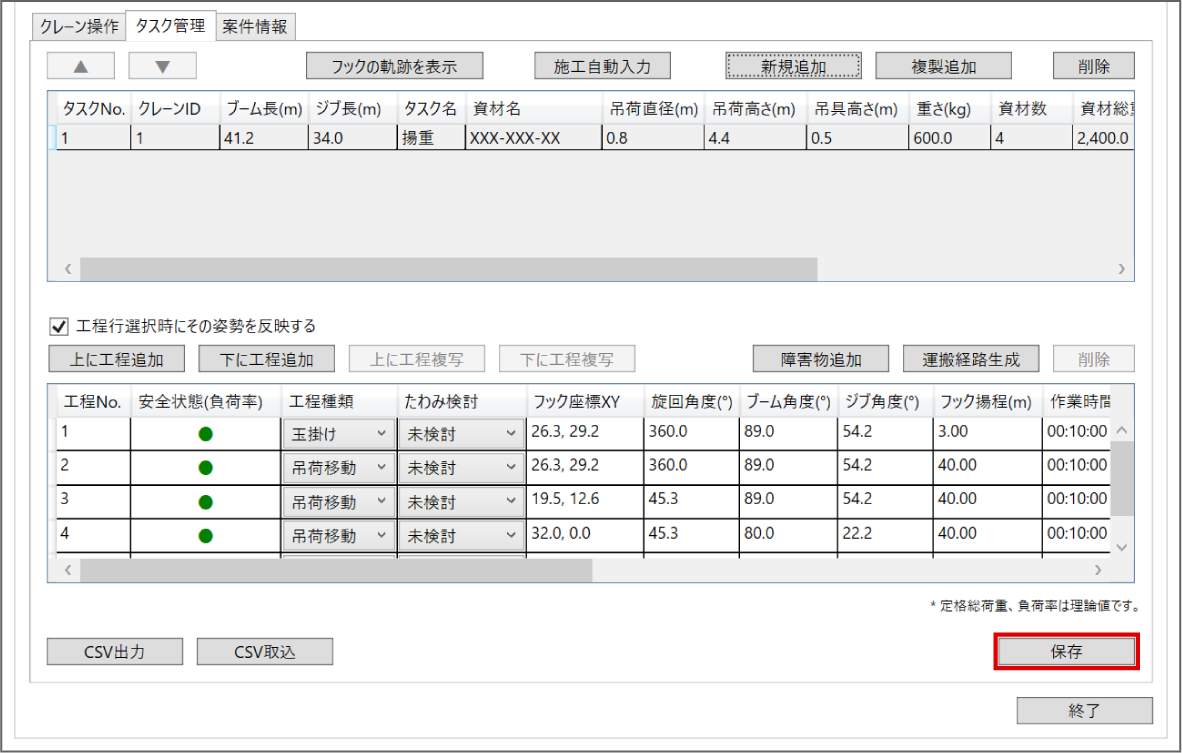 クレーン操作 タスク管理 案件情報
▲ ▼ フックの軌跡を表示 施工自動入力 新規追加 複製追加 削除
タスクNo. クレーンID ブーム長(m) ジブ長(m) タスク名 資材名 吊荷直径(m) 吊荷高さ(m) 吊具高さ(m) 重さ(kg) 資材数 資材総重
1 1 41.2 34.0 揚重 XXX-XXX-XX 0.8 4.4 0.5 600.0 4 2,400.0
工程行選択時にその姿勢を反映する
上に工程追加 下に工程追加 上に工程複写 下に工程複写 障害物追加 運搬経路生成 削除
工程No. 安全状態(負荷率) 工程種類 たわみ検討 フック座標XY 旋回角度(°) ブーム角度(°) ジブ角度(°) フック揚程(m) 作業時間
1 玉掛け 未検討 26.3, 29.2 360.0 89.0 54.2 3.00 00:10:00
2 吊荷移動 未検討 26.3, 29.2 360.0 89.0 54.2 40.00 00:10:00
3 吊荷移動 未検討 19.5, 12.6 45.3 89.0 54.2 40.00 00:10:00
4 吊荷移動 未検討 32.0, 0.0 45.3 80.0 22.2 40.00 00:10:00
* 定格総荷重、負荷率は理論値です。
CSV出力 CSV取込 保存
終了